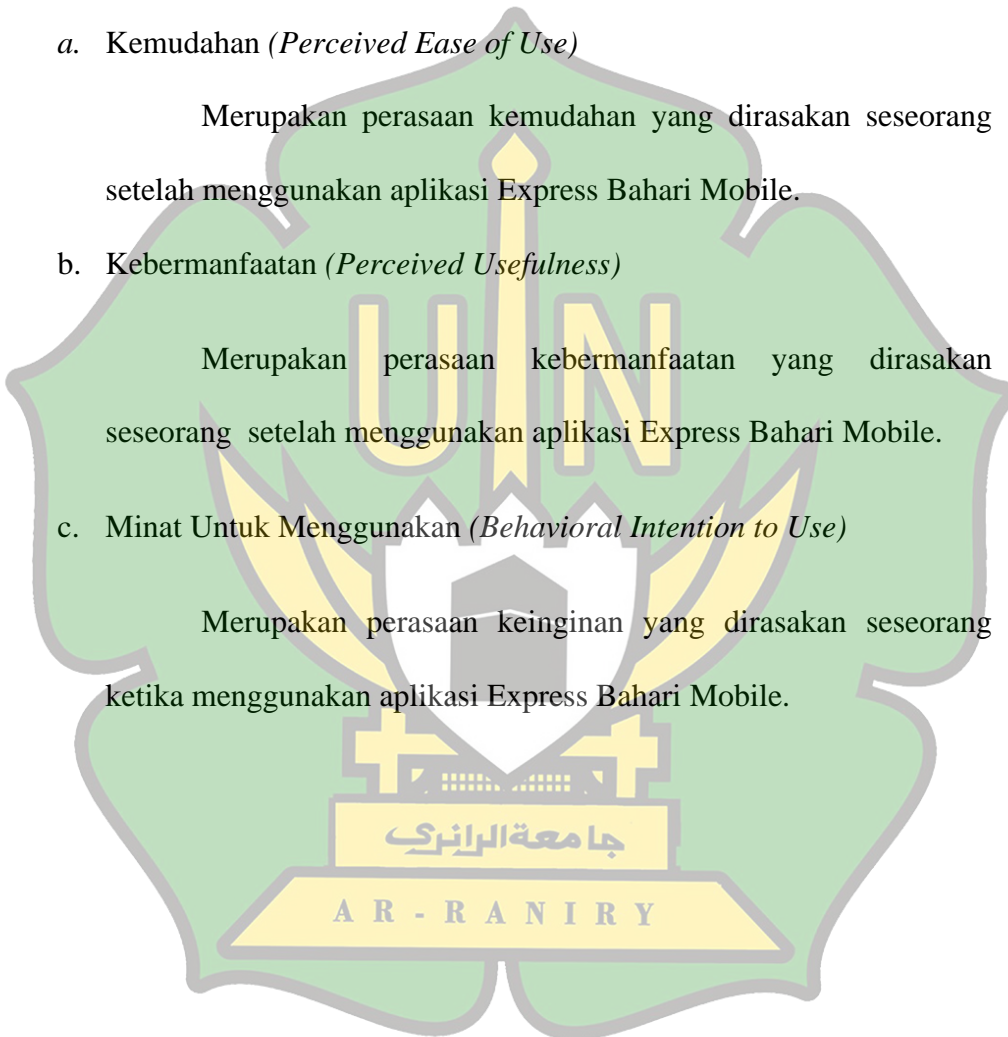 a. Kemudahan (Perceived Ease of Use)
Merupakan perasaan kemudahan yang dirasakan seseorang
setelah menggunakan aplikasi Express Bahari Mobile.
b. Kebermanfaatan (Perceived Usefulness)
Merupakan perasaan kebermanfaatan yang dirasakan
seseorang setelah menggunakan aplikasi Express Bahari Mobile.
c. Minat Untuk Menggunakan (Behavioral Intention to Use)
Merupakan perasaan keinginan yang dirasakan seseorang
ketika menggunakan aplikasi Express Bahari Mobile.
UIN
جامعةالرانري
AR-RANIRY